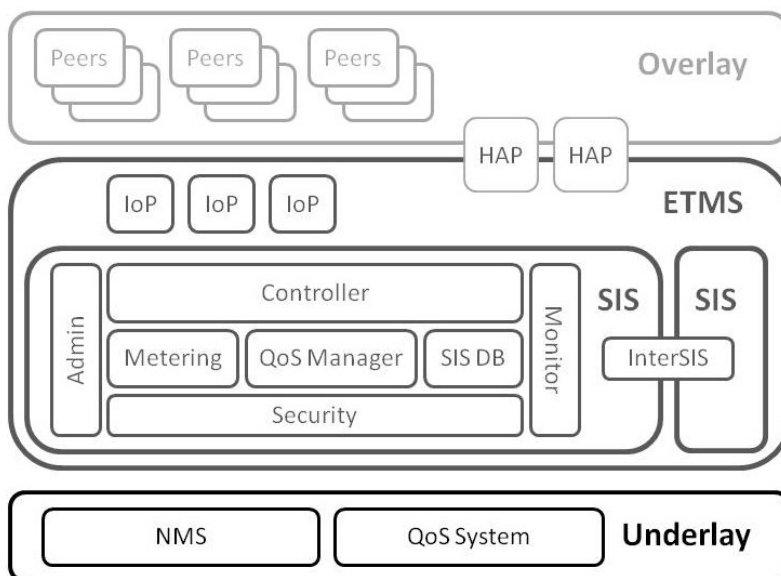 Peers Peers Peers Overlay
HAP HAP
IoP IoP IoP ETMS
Controller SIS SIS
Admin Metering QoS Manager SIS DB Monitor InterSIS
Security
NMS QoS System Underlay